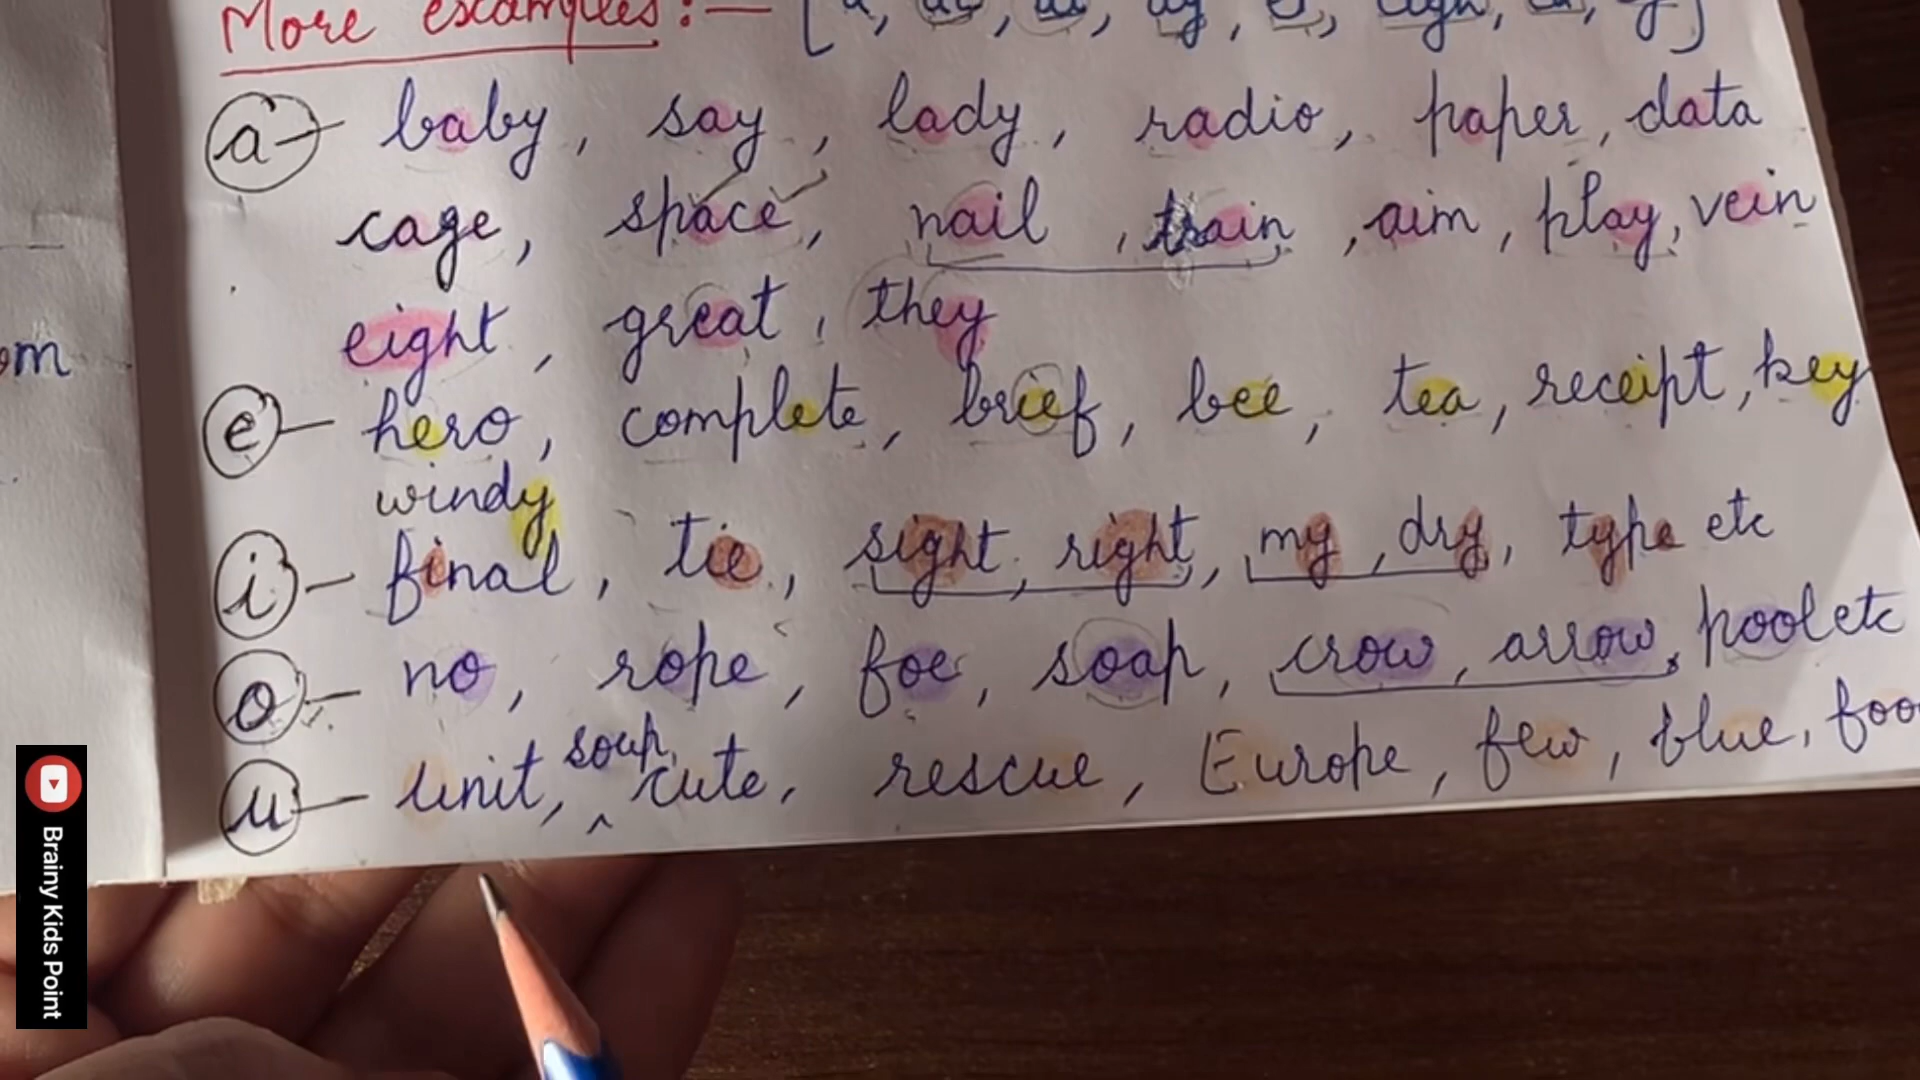 More examples :—
a — baby, say, lady, radio, paper, data
cage, space, nail, train, aim, play, vein
eight, great, they
e — hero, complete, brief, bee, tea, receipt, key
windy
i — final, tie, sight, right, my, dry, type etc
o — no, rope, foe, soap, crow, arrow, pool etc
u — unit, soup, cute, rescue, Europe, few, blue,
Brainy Kids Point